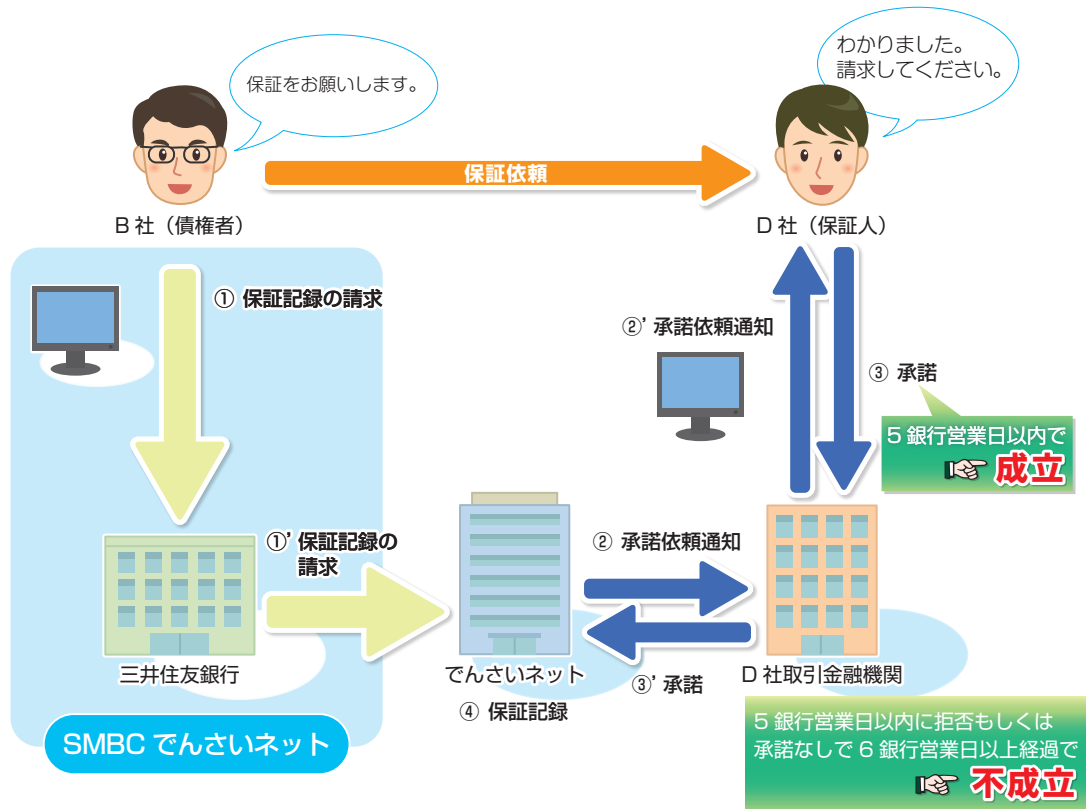 保証をお願いします。
わかりました。
請求してください。
保証依頼
B 社（債権者）
D 社（保証人）
① 保証記録の請求
②’ 承諾依頼通知
③ 承諾
5 銀行営業日以内で
☞ 成立
①’ 保証記録の
請求
② 承諾依頼通知
三井住友銀行
でんさいネット
③’ 承諾
D 社取引金融機関
④ 保証記録
SMBC でんさいネット
5 銀行営業日以内に拒否もしくは
承諾なしで 6 銀行営業日以上経過で
☞ 不成立